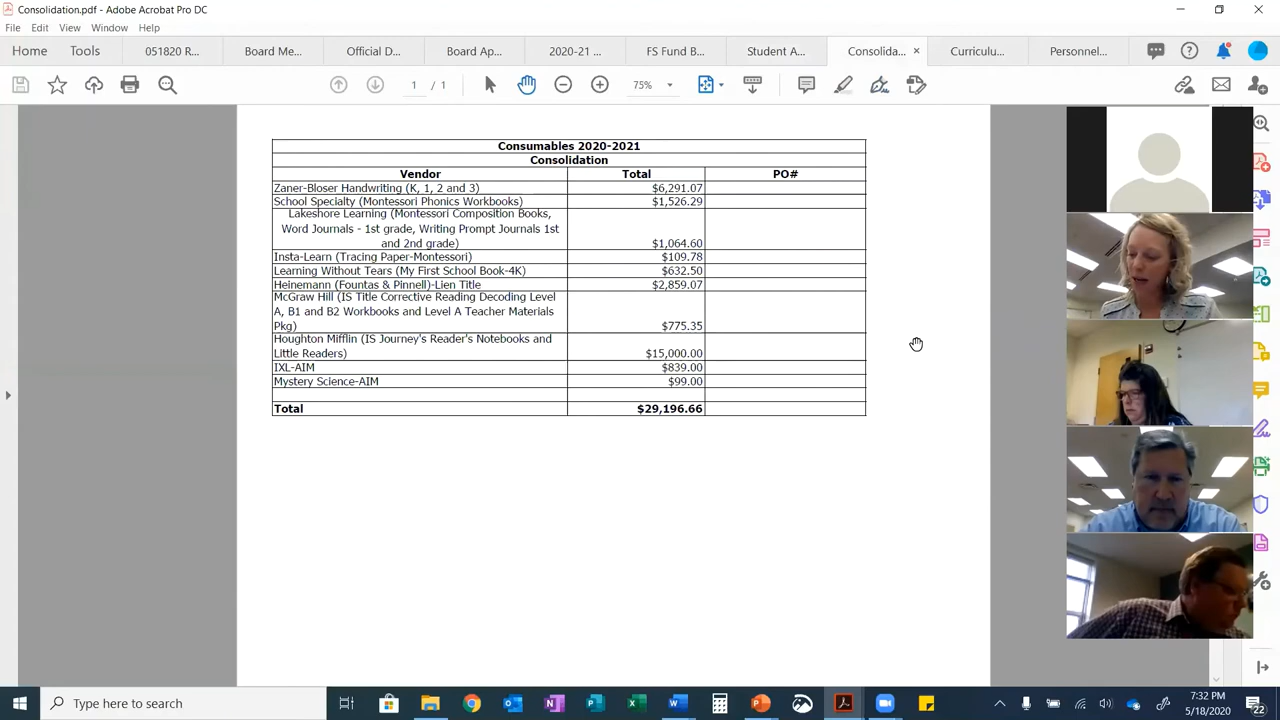 Consolidation.pdf - Adobe Acrobat Pro DC
File Edit View Window Help
Home Tools 051820 R... Board Me... Official D... Board Ap... 2020-21 ... FS Fund B... Student A... Consolida... × Curriculu... Personnel...
1 / 1 75%
Consumables 2020-2021
Consolidation
Vendor Total PO#
Zaner-Bloser Handwriting (K, 1, 2 and 3) $6,291.07
School Specialty (Montessori Phonics Workbooks) $1,526.29
Lakeshore Learning (Montessori Composition Books,
Word Journals - 1st grade, Writing Prompt Journals 1st
and 2nd grade) $1,064.60
Insta-Learn (Tracing Paper-Montessori) $109.78
Learning Without Tears (My First School Book-4K) $632.50
Heinemann (Fountas & Pinnell)-Lien Title $2,859.07
McGraw Hill (IS Title Corrective Reading Decoding Level
A, B1 and B2 Workbooks and Level A Teacher Materials
Pkg) $775.35
Houghton Mifflin (IS Journey's Reader's Notebooks and
Little Readers) $15,000.00
IXL-AIM $839.00
Mystery Science-AIM $99.00
Total $29,196.66
Type here to search
7:32 PM
5/18/2020
22